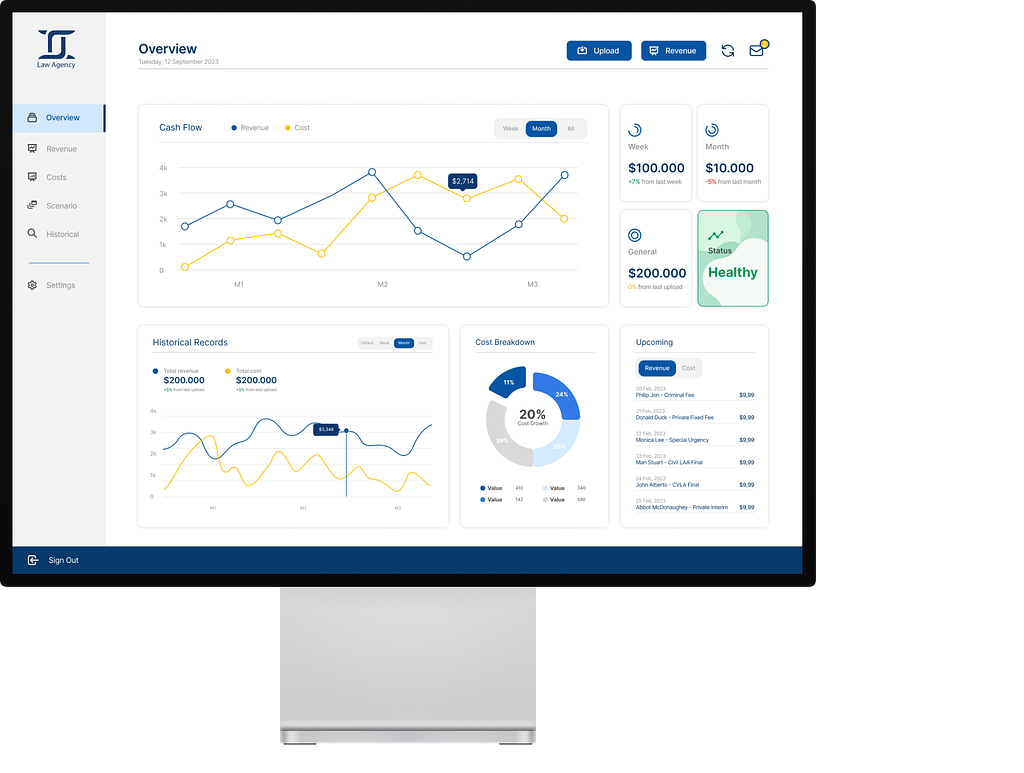 Law Agency
Overview
Tuesday, 12 September 2023
Upload
Revenue
Overview
Revenue
Costs
Scenario
Historical
Settings
Sign Out
Cash Flow
Revenue
Cost
Week
Month
All
4k
3k
2k
1k
0
$2,714
M1
M2
M3
Week
$100.000
+7% from last week
Month
$10.000
-5% from last month
General
$200.000
0% from last upload
Status
Healthy
Historical Records
Default
Week
Month
Year
Total revenue
$200.000
+5% from last upload
Total cost
$200.000
+5% from last upload
4k
3k
2k
1k
0
$3,348
M1
M2
M3
Cost Breakdown
11%
24%
20%
Cost Growth
Value 410
Value 340
Value 142
Value 590
Upcoming
Revenue
Cost
20 Feb, 2023
Philip Jon - Criminal Fee $9,99
21 Feb, 2023
Donald Duck - Private Fixed Fee $9,99
22 Feb, 2023
Monica Lee - Special Urgency $9,99
23 Feb, 2023
Man Stuart - Civil LAA Final $9,99
24 Feb, 2023
John Alberto - CVLA Final $9,99
25 Feb, 2023
Abbot McDonaughey - Private Interim $9,99